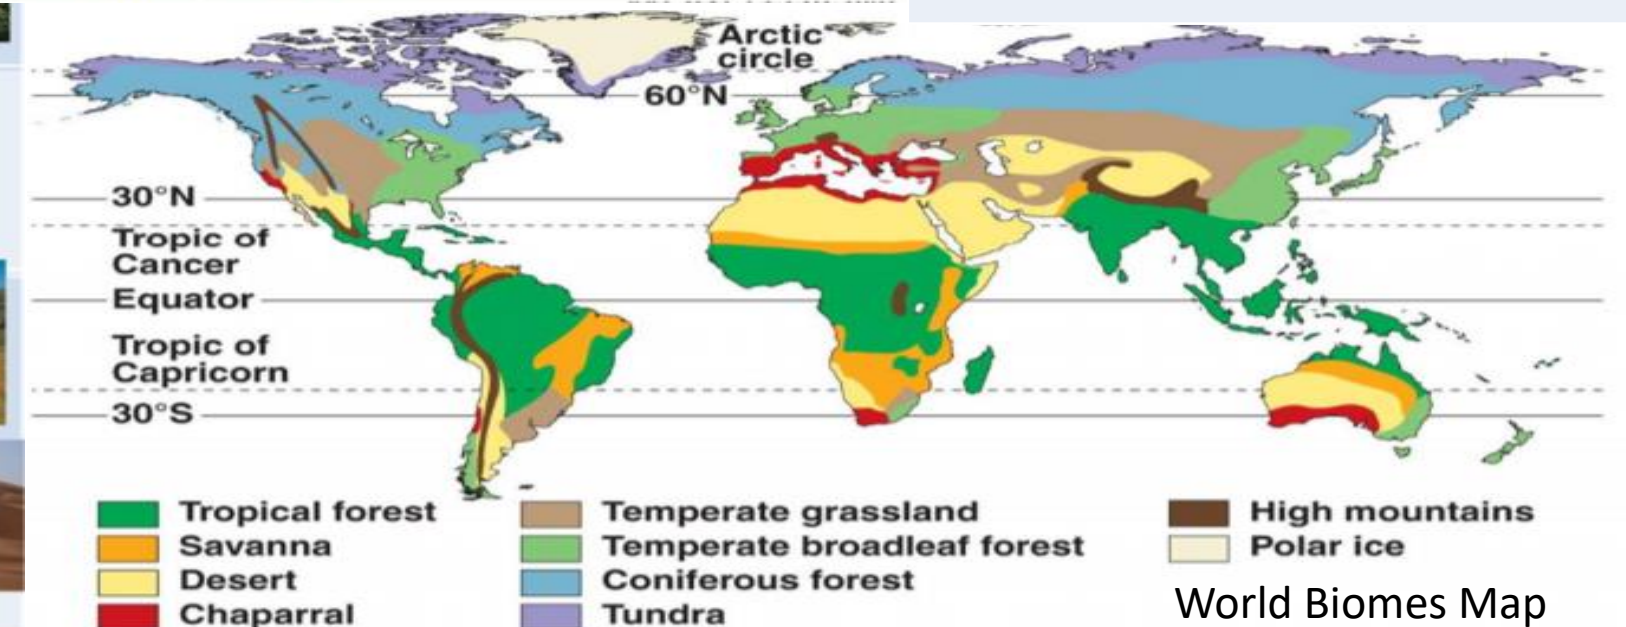 Arctic
circle
60°N
30°N
Tropic of
Cancer
Equator
Tropic of
Capricorn
30°S
Tropical forest
Savanna
Desert
Chaparral
Temperate grassland
Temperate broadleaf forest
Coniferous forest
Tundra
High mountains
Polar ice
World Biomes Map